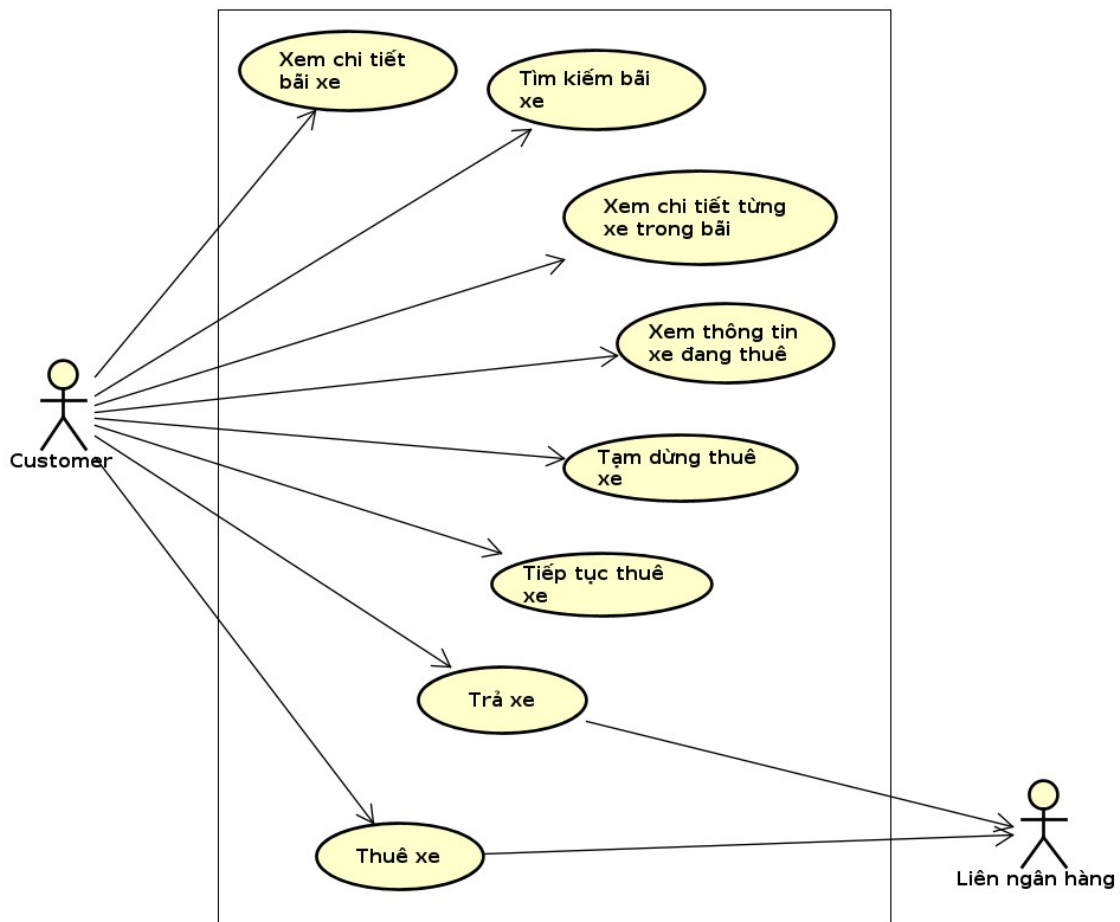 Xem chi tiết
bãi xe
Tìm kiếm bãi
xe
Xem chi tiết từng
xe trong bãi
Xem thông tin
xe đang thuê
Customer
Tạm dừng thuê
xe
Tiếp tục thuê
xe
Trả xe
Thuê xe
Liên ngân hàng